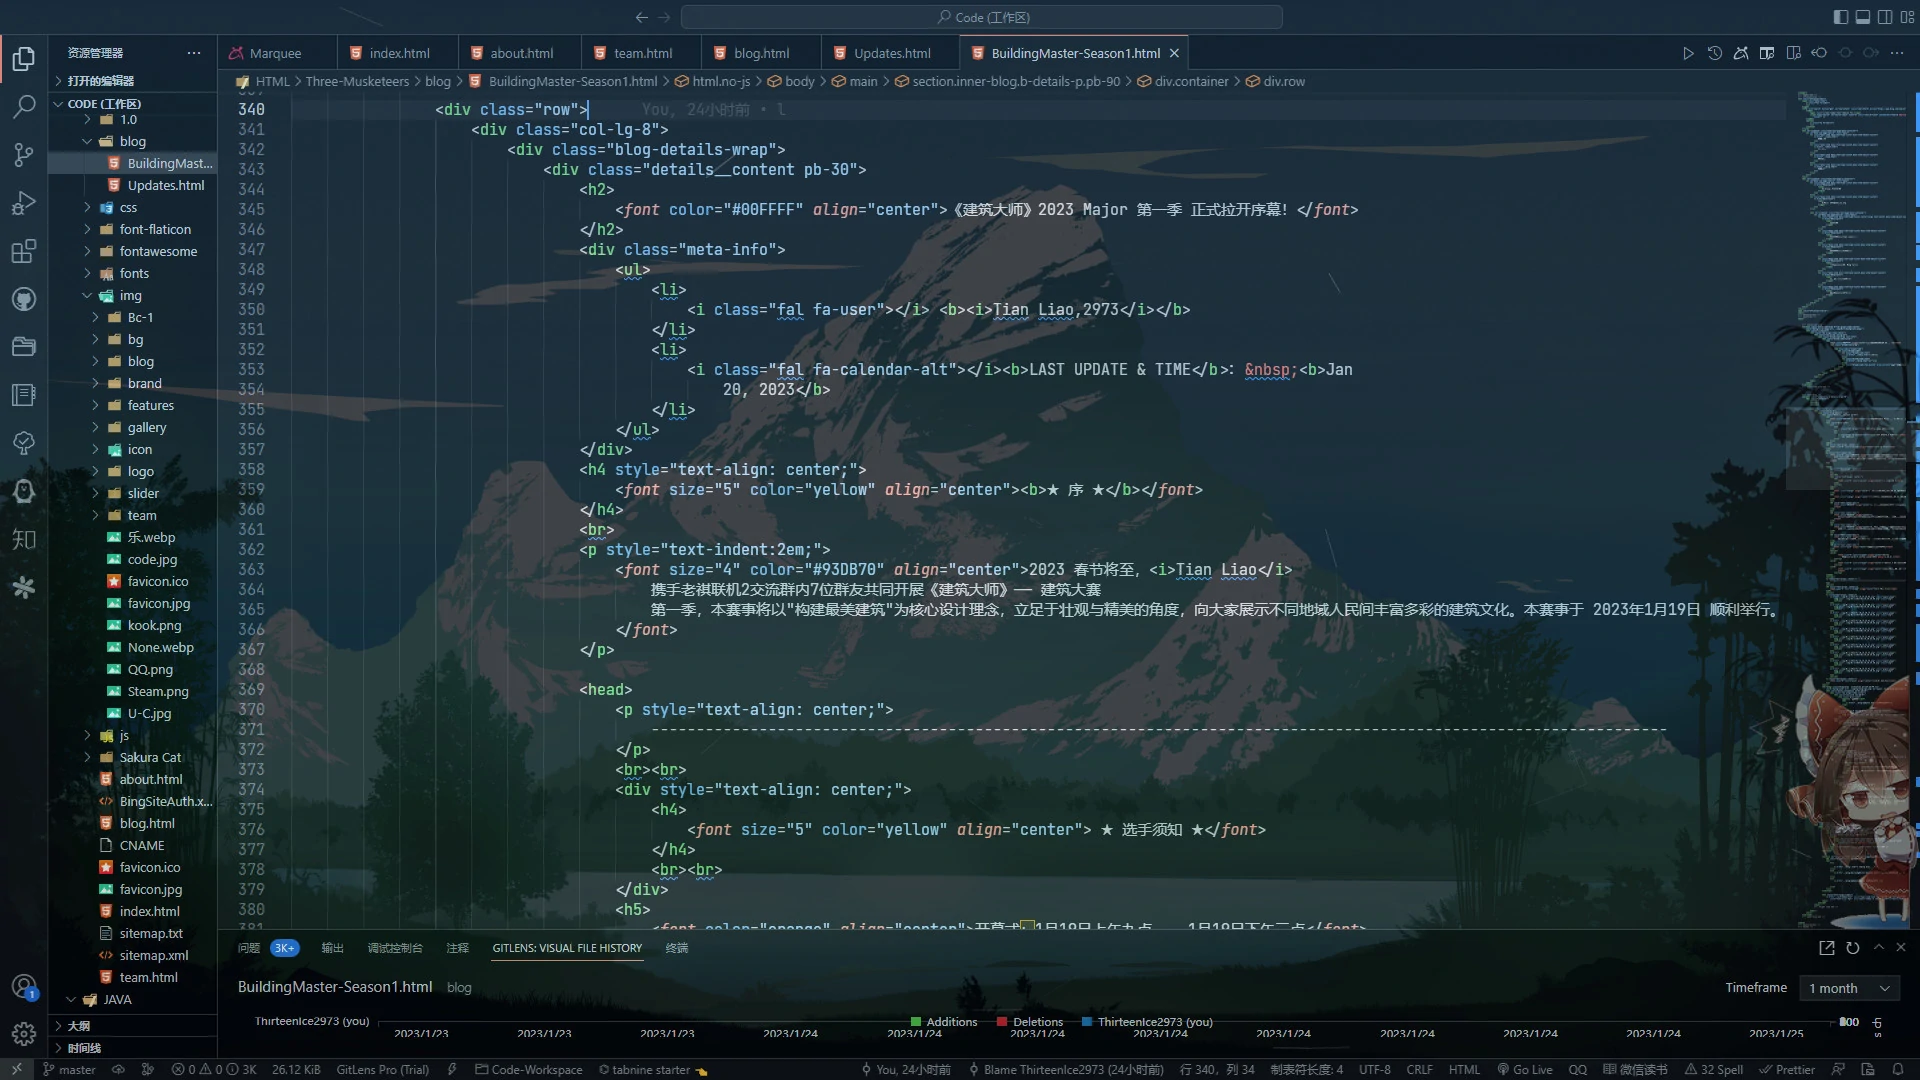 Code (工作区)
资源管理器
Marquee
index.html
about.html
team.html
blog.html
Updates.html
BuildingMaster-Season1.html
打开的编辑器
HTML > Three-Musketeers > blog > BuildingMaster-Season1.html > html.no-js > body > main > section.inner-blog.b-details-p.pb-90 > div.container > div.row
CODE (工作区)
1.0
blog
BuildingMast...
Updates.html
css
font-flaticon
fontawesome
fonts
img
Bc-1
bg
blog
brand
features
gallery
icon
logo
slider
team
乐.webp
code.jpg
favicon.ico
favicon.jpg
kook.png
None.webp
QQ.png
Steam.png
U-C.jpg
js
Sakura Cat
about.html
BingSiteAuth.x...
blog.html
CNAME
favicon.ico
favicon.jpg
index.html
sitemap.txt
sitemap.xml
team.html
JAVA
大纲
时间线
知
340 <div class="row"> You, 24小时前 • l
341 <div class="col-lg-8">
342 <div class="blog-details-wrap">
343 <div class="details__content pb-30">
344 <h2>
345 <font color="#00FFFF" align="center">《建筑大师》2023 Major 第一季 正式拉开序幕！</font>
346 </h2>
347 <div class="meta-info">
348 <ul>
349 <li>
350 <i class="fal fa-user"></i> <b><i>Tian Liao,2973</i></b>
351 </li>
352 <li>
353 <i class="fal fa-calendar-alt"></i><b>LAST UPDATE & TIME</b>: &nbsp;<b>Jan
354 20, 2023</b>
355 </li>
356 </ul>
357 </div>
358 <h4 style="text-align: center;">
359 <font size="5" color="yellow" align="center"><b>★ 序 ★</b></font>
360 </h4>
361 <br>
362 <p style="text-indent:2em;">
363 <font size="4" color="#93DB70" align="center">2023 春节将至，<i>Tian Liao</i>
364 携手老祺联机2交流群内7位群友共同开展《建筑大师》—— 建筑大赛
365 第一季，本赛事将以"构建最美建筑"为核心设计理念，立足于壮观与精美的角度，向大家展示不同地域人民间丰富多彩的建筑文化。本赛事于 2023年1月19日 顺利举行。
366 </font>
367 </p>
368
369 <head>
370 <p style="text-align: center;">
371 -----------------------------------------------------------------------------------------------------------------
372 </p>
373 <br><br>
374 <div style="text-align: center;">
375 <h4>
376 <font size="5" color="yellow" align="center"> ★ 选手须知 ★</font>
377 </h4>
378 <br><br>
379 </div>
380 <h5>
问题 3K+ 输出 调试控制台 注释 GITLENS: VISUAL FILE HISTORY 终端
BuildingMaster-Season1.html blog
Timeframe 1 month
ThirteenIce2973 (you)
Additions Deletions ThirteenIce2973 (you)
2023/1/23 2023/1/23 2023/1/23 2023/1/24 2023/1/24 2023/1/24 2023/1/24 2023/1/24 2023/1/24 2023/1/24 2023/1/24 2023/1/25
master 0 0 3K 26.12 KiB GitLens Pro (Trial) Code-Workspace tabnine starter You, 24小时前 Blame ThirteenIce2973 (24小时前) 行 340，列 34 制表符长度: 4 UTF-8 CRLF HTML Go Live QQ 微信读书 32 Spell Prettier